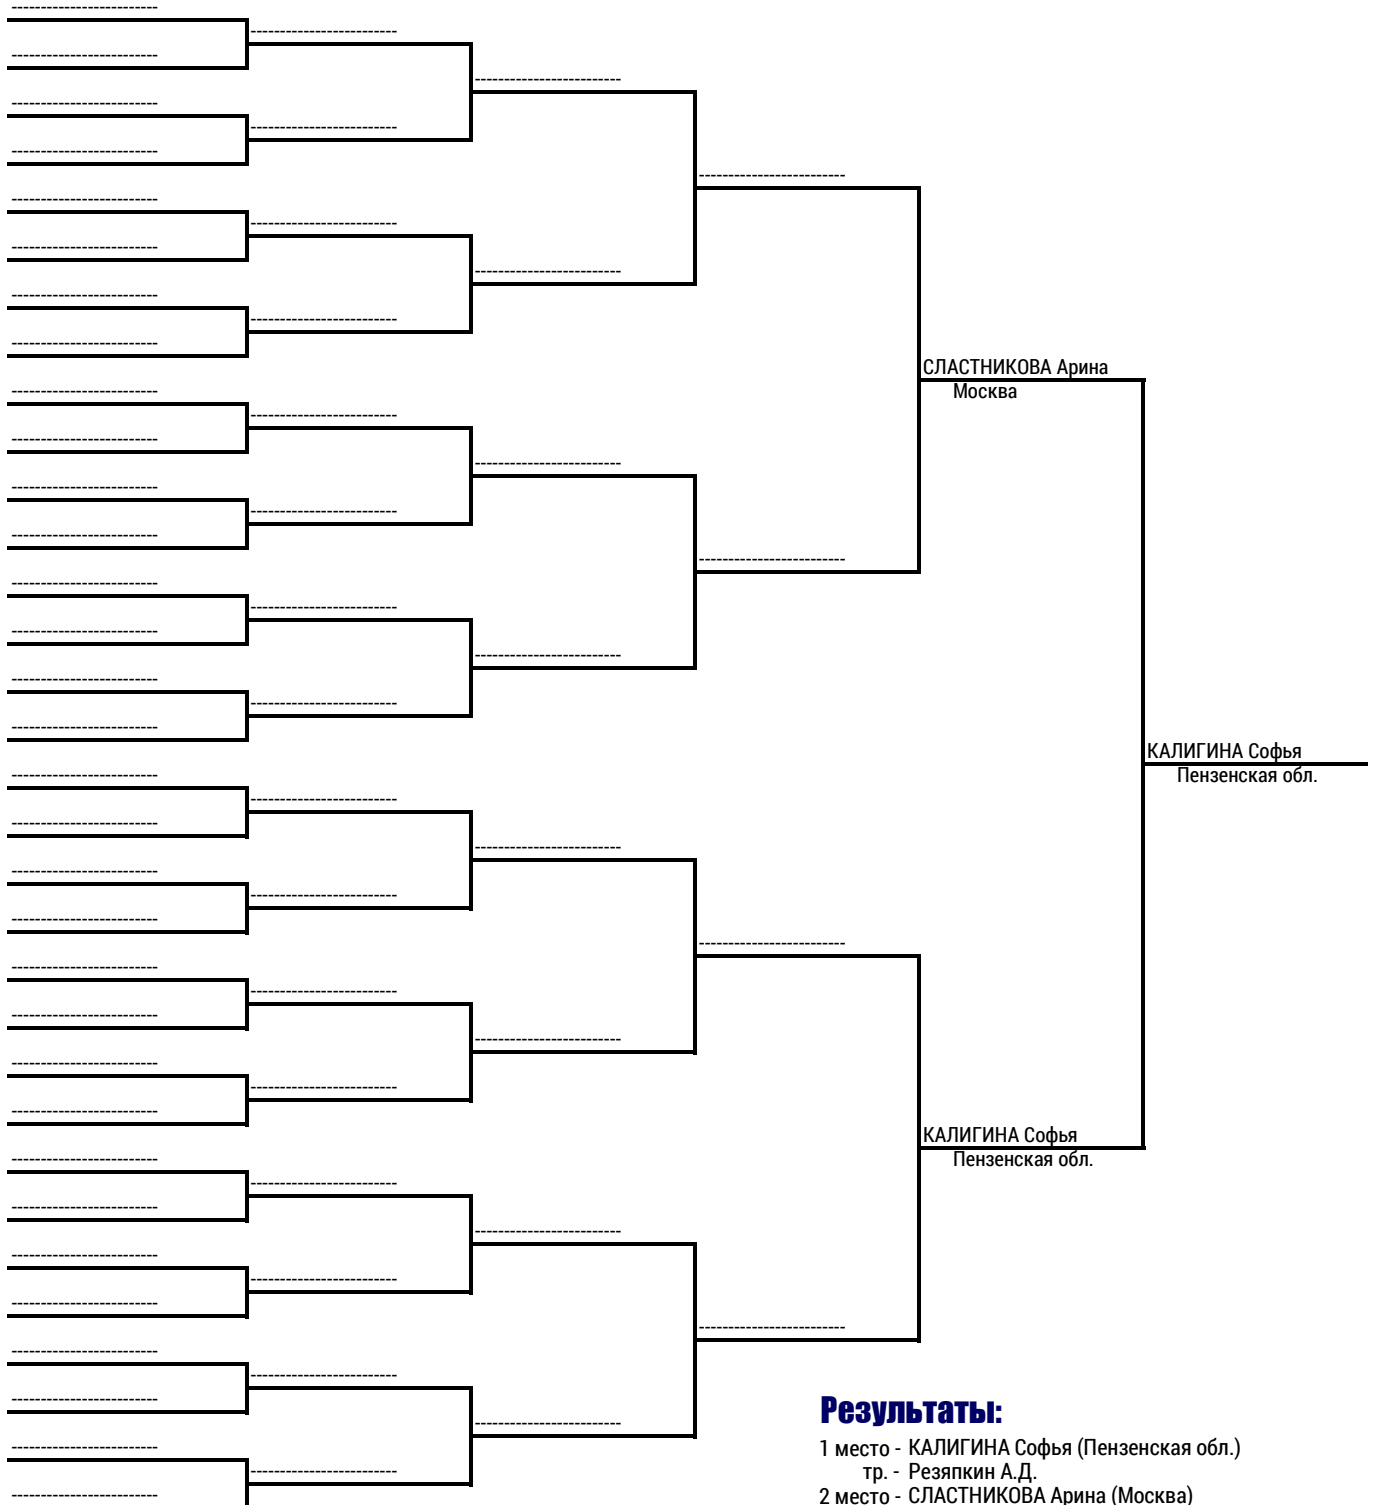 СЛАСТНИКОВА Арина
Москва
КАЛИГИНА Софья
Пензенская обл.
КАЛИГИНА Софья
Пензенская обл.
Результаты:
1 место - КАЛИГИНА Софья (Пензенская обл.)
тр. - Резяпкин А.Д.
2 место - СЛАСТНИКОВА Арина (Москва)